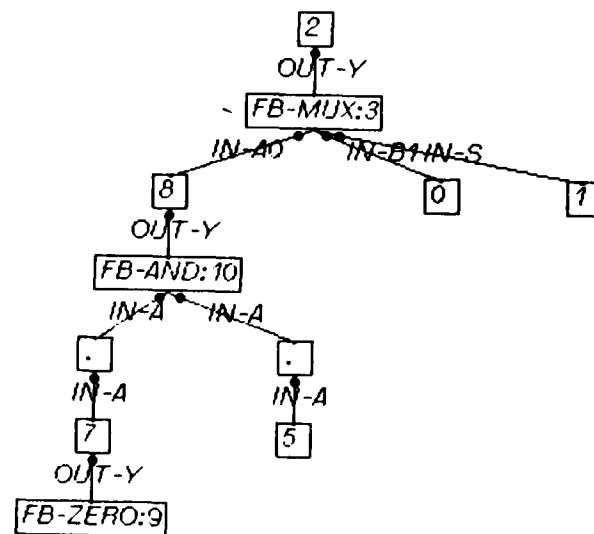 2
OUT-Y
FB-MUX:3
IN-A0 IN-B1 IN-S
8 0 1
OUT-Y
FB-AND:10
IN-A IN-A
. .
IN-A IN-A
7 5
OUT-Y
FB-ZERO:9